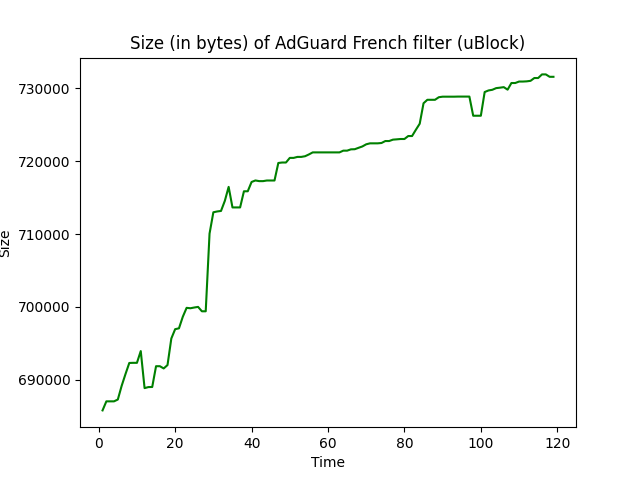 Size (in bytes) of AdGuard French filter (uBlock)
730000
720000
710000
700000
690000
Size
0 20 40 60 80 100 120
Time